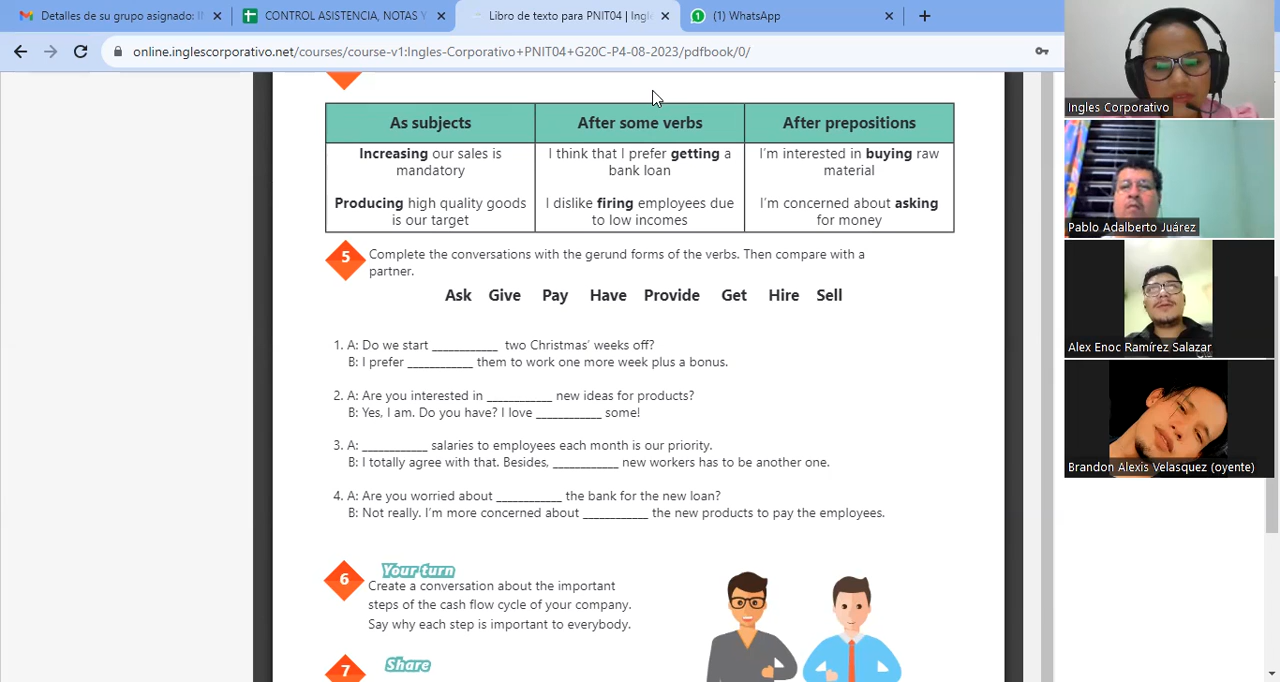 Detalles de su grupo asignado: I
CONTROL ASISTENCIA, NOTAS Y
Libro de texto para PNIT04 | Ingle
(1) WhatsApp
online.inglescorporativo.net/courses/course-v1:Ingles-Corporativo+PNIT04+G20C-P4-08-2023/pdfbook/0/
As subjects
After some verbs
After prepositions
Increasing our sales is
mandatory
I think that I prefer getting a
bank loan
I'm interested in buying raw
material
Producing high quality goods
is our target
I dislike firing employees due
to low incomes
I'm concerned about asking
for money
5
Complete the conversations with the gerund forms of the verbs. Then compare with a
partner.
Ask Give Pay Have Provide Get Hire Sell
1. A: Do we start __________ two Christmas' weeks off?
B: I __________ them to work one more week plus a bonus.
2. A: Are you interested in __________ new ideas for products?
B: Yes, I am. Do you have? I love __________ some!
3. A: __________ salaries to employees each month is our priority.
B: I totally agree with that. Besides, __________ new workers has to be another one.
4. A: Are you worried about __________ the bank for the new loan?
B: Not really. I'm more concerned about __________ the new products to pay the employees.
6
Your turn
Create a conversation about the important
steps of the cash flow cycle of your company.
Say why each step is important to everybody.
7
Share
Ingles Corporativo
Pablo Adalberto Juárez
Alex Enoc Ramírez Salazar
Brandon Alexis Velasquez (oyente)